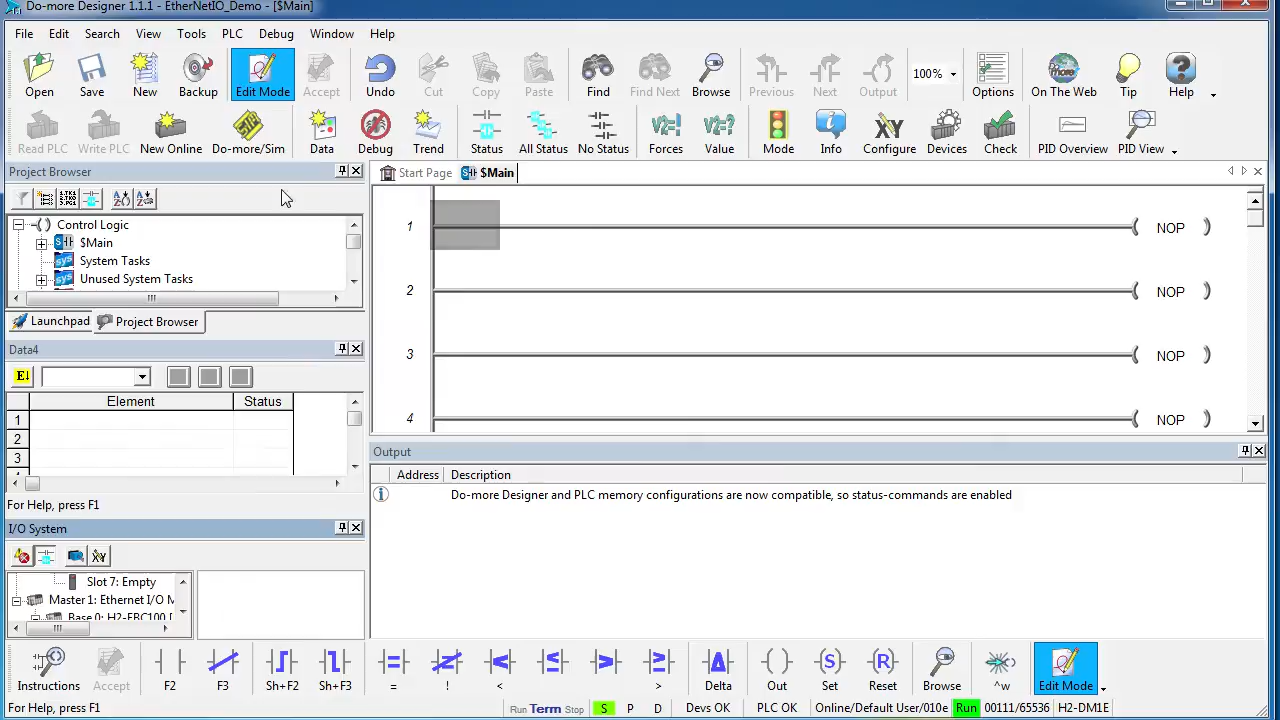 Do-more Designer 1.1.1 - EtherNetIO_Demo - [$Main]
File Edit Search View Tools PLC Debug Window Help
Open Save New Backup Edit Mode Accept Undo Cut Copy Paste Find Find Next Browse Previous Next Output 100% Options On The Web Tip Help
Read PLC Write PLC New Online Do-more/Sim Data Debug Trend Status All Status No Status Forces Value Mode Info Configure Devices Check PID Overview PID View
Project Browser
Start Page $Main
Control Logic
$Main
System Tasks
Unused System Tasks
Launchpad Project Browser
1 NOP
2 NOP
3 NOP
4 NOP
Data4
Element Status
1
2
3
For Help, press F1
Output
Address Description
Do-more Designer and PLC memory configurations are now compatible, so status-commands are enabled
I/O System
Slot 7: Empty
Master 1: Ethernet I/O M
Base 0: H2-EBC100 [
Instructions Accept F2 F3 Sh+F2 Sh+F3 = ! < > Delta Out Set Reset Browse ^w Edit Mode
For Help, press F1 Run Term Stop S P D Devs OK PLC OK Online/Default User/010e Run 00111/65536 H2-DM1E